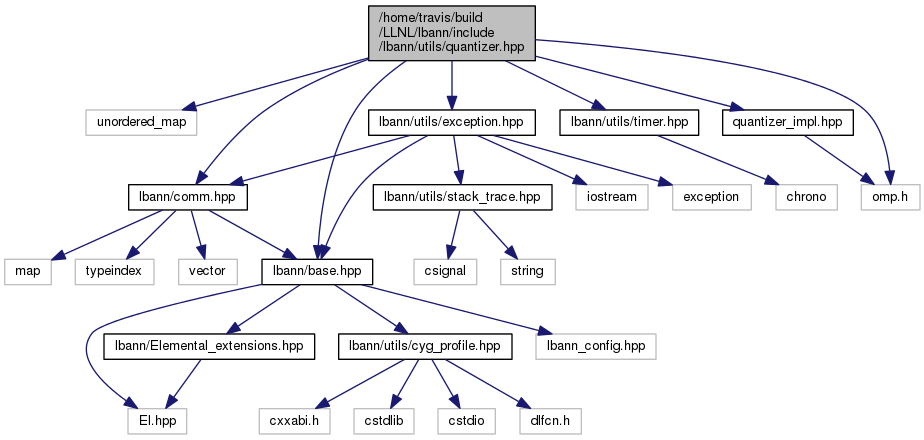 /home/travis/build
/LLNL/lbann/include
/lbann/utils/quantizer.hpp
unordered_map
lbann/utils/exception.hpp
lbann/utils/timer.hpp
quantizer_impl.hpp
lbann/comm.hpp
lbann/utils/stack_trace.hpp
iostream
exception
chrono
omp.h
map
typeindex
vector
lbann/base.hpp
csignal
string
lbann/Elemental_extensions.hpp
lbann/utils/cyg_profile.hpp
lbann_config.hpp
El.hpp
cxxabi.h
cstdlib
cstdio
dlfcn.h